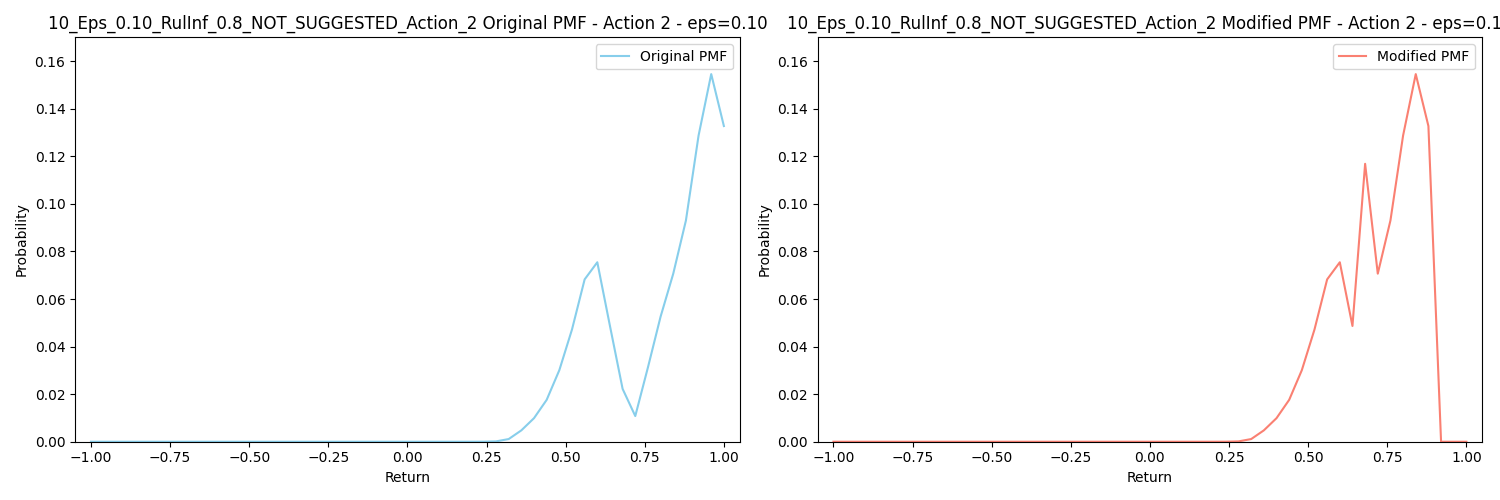 10_Eps_0.10_RulInf_0.8_NOT_SUGGESTED_Action_2 Original PMF - Action 2 - eps=0.10
Original PMF
0.16
0.14
0.12
0.10
0.08
0.06
0.04
0.02
0.00
Probability
−1.00 −0.75 −0.50 −0.25 0.00 0.25 0.50 0.75 1.00
Return
10_Eps_0.10_RulInf_0.8_NOT_SUGGESTED_Action_2 Modified PMF - Action 2 - eps=0.1
Modified PMF
0.16
0.14
0.12
0.10
0.08
0.06
0.04
0.02
0.00
Probability
−1.00 −0.75 −0.50 −0.25 0.00 0.25 0.50 0.75 1.00
Return